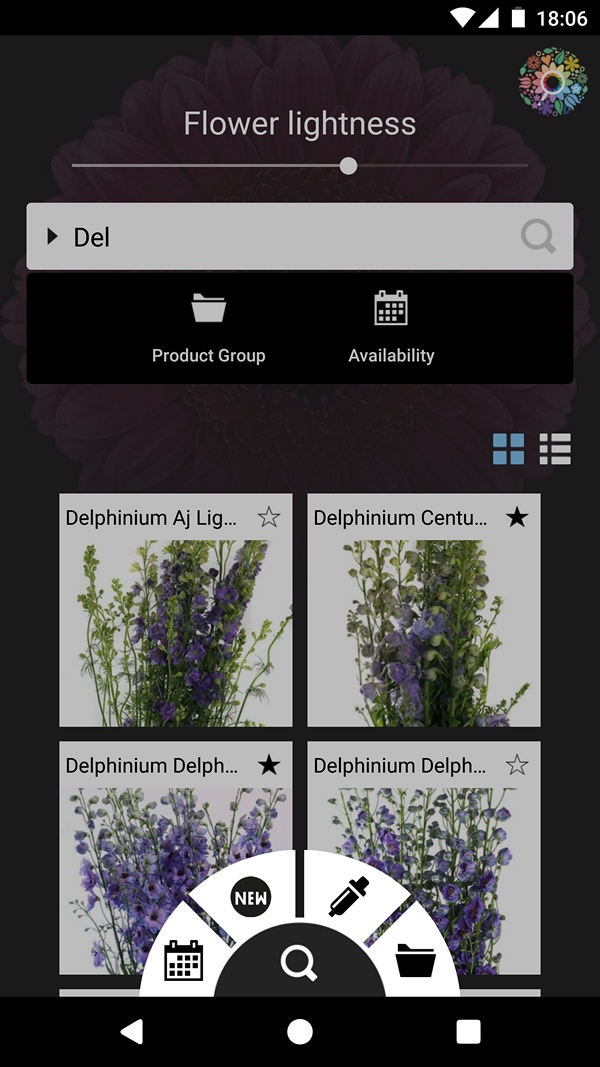 18:06
Flower lightness
Del
Product Group
Availability
Delphinium Aj Lig...
Delphinium Centu...
Delphinium Delph...
Delphinium Delph...
NEW